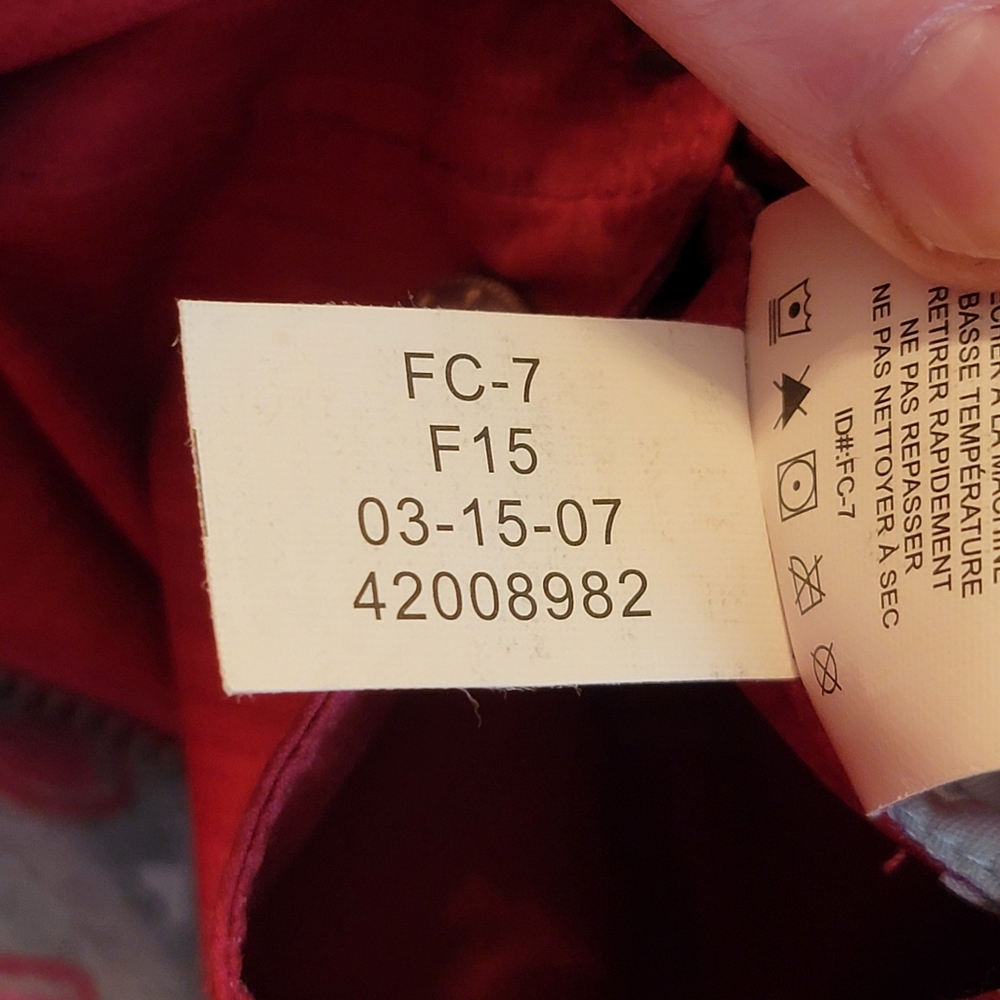 FC-7
F15
03-15-07
42008982
BASSE TEMPÉRATURE
RETIRER RAPIDEMENT
NE PAS REPASSER
NE PAS NETTOYER À SEC
ID#:FC-7